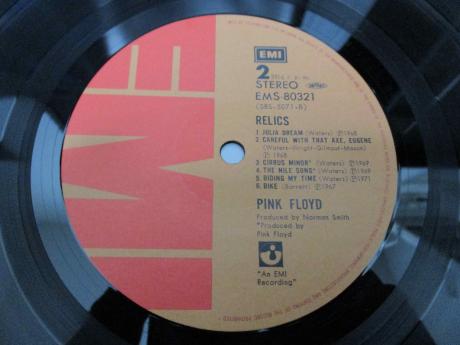 EMI
EMI
2
STEREO
EMS-80321
(SRS-5071-B)
RELICS
1 JULIA DREAM (Waters) ℗1968
2 CAREFUL WITH THAT AXE, EUGENE
(Waters-Wright-Gilmour-Mason)
℗ 1968
3 CIRRUS MINOR* (Waters) ℗1969
4 THE NILE SONG* (Waters) ℗1969
5 BIDING MY TIME (Waters) ℗1971
6 BIKE (Barrett) ℗1967
PINK FLOYD
Produced by Norman Smith
*Produced by
Pink Floyd
"An EMI
Recording"